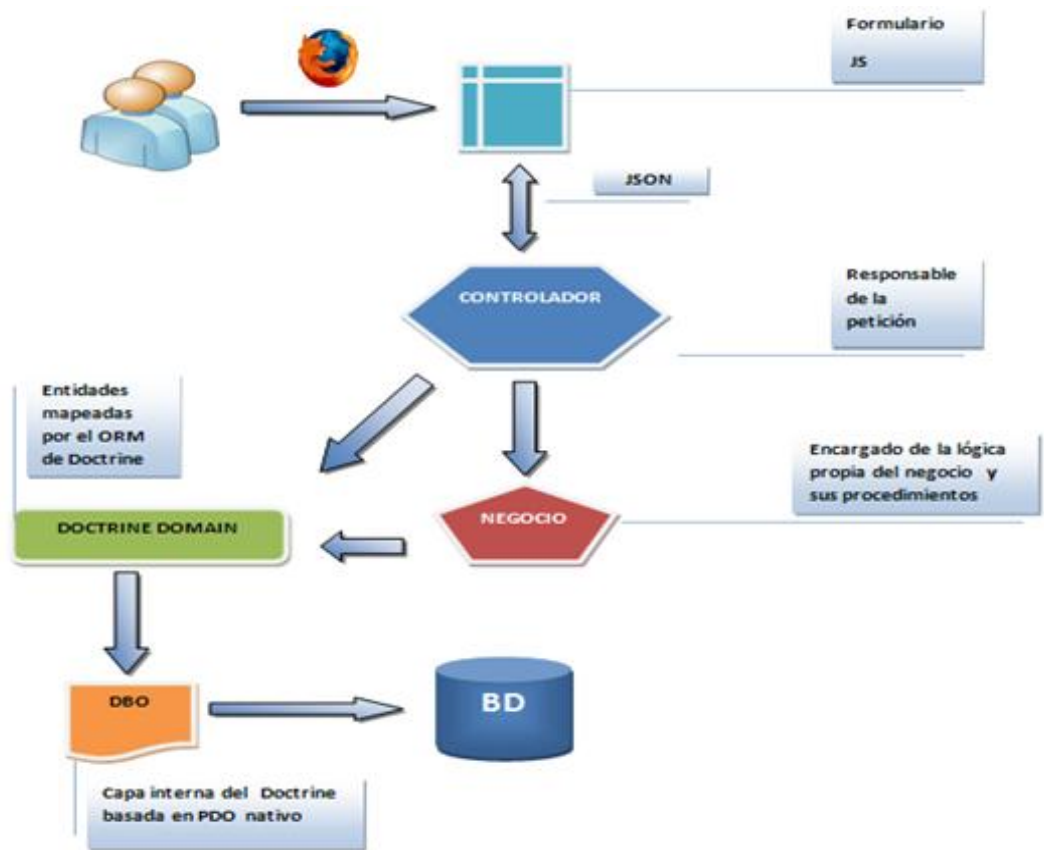 Formulario
JS
JSON
CONTROLADOR
Responsable
de la
petición
Entidades
mapeadas
por el ORM
de Doctrine
Encargado de la lógica
propia del negocio y
sus procedimientos
NEGOCIO
DOCTRINE DOMAIN
DBO
BD
Capa interna del Doctrine
basada en PDO nativo